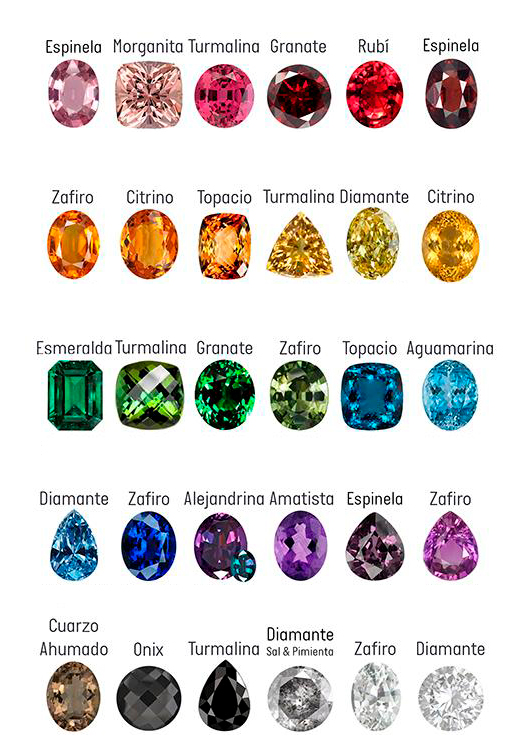 Espinela Morganita Turmalina Granate Rubí Espinela
Zafiro Citrino Topacio Turmalina Diamante Citrino
Esmeralda Turmalina Granate Zafiro Topacio Aguamarina
Diamante Zafiro Alejandrina Amatista Espinela Zafiro
Cuarzo
Ahumado
Onix
Turmalina
Diamante
Sal & Pimienta
Zafiro
Diamante